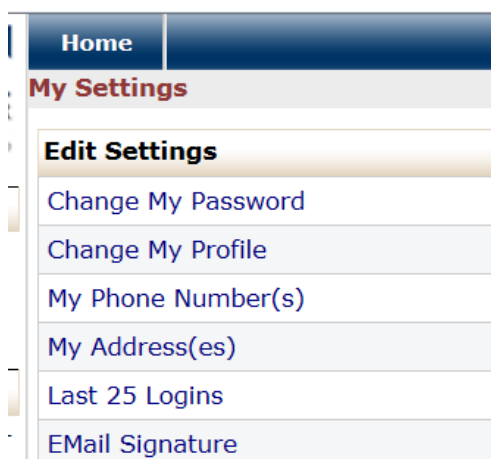 Home
My Settings
Edit Settings
Change My Password
Change My Profile
My Phone Number(s)
My Address(es)
Last 25 Logins
EMail Signature